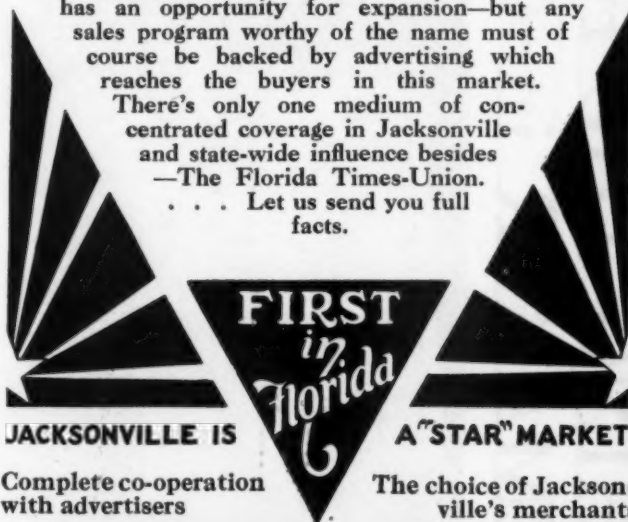 has an opportunity for expansion—but any
sales program worthy of the name must of
course be backed by advertising which
reaches the buyers in this market.
There's only one medium of con-
centrated coverage in Jacksonville
and state-wide influence besides
—The Florida Times-Union.
. . . Let us send you full
facts.
FIRST
in
Florida
JACKSONVILLE IS
A "STAR" MARKET
Complete co-operation
with advertisers
The choice of Jackson
ville's merchant